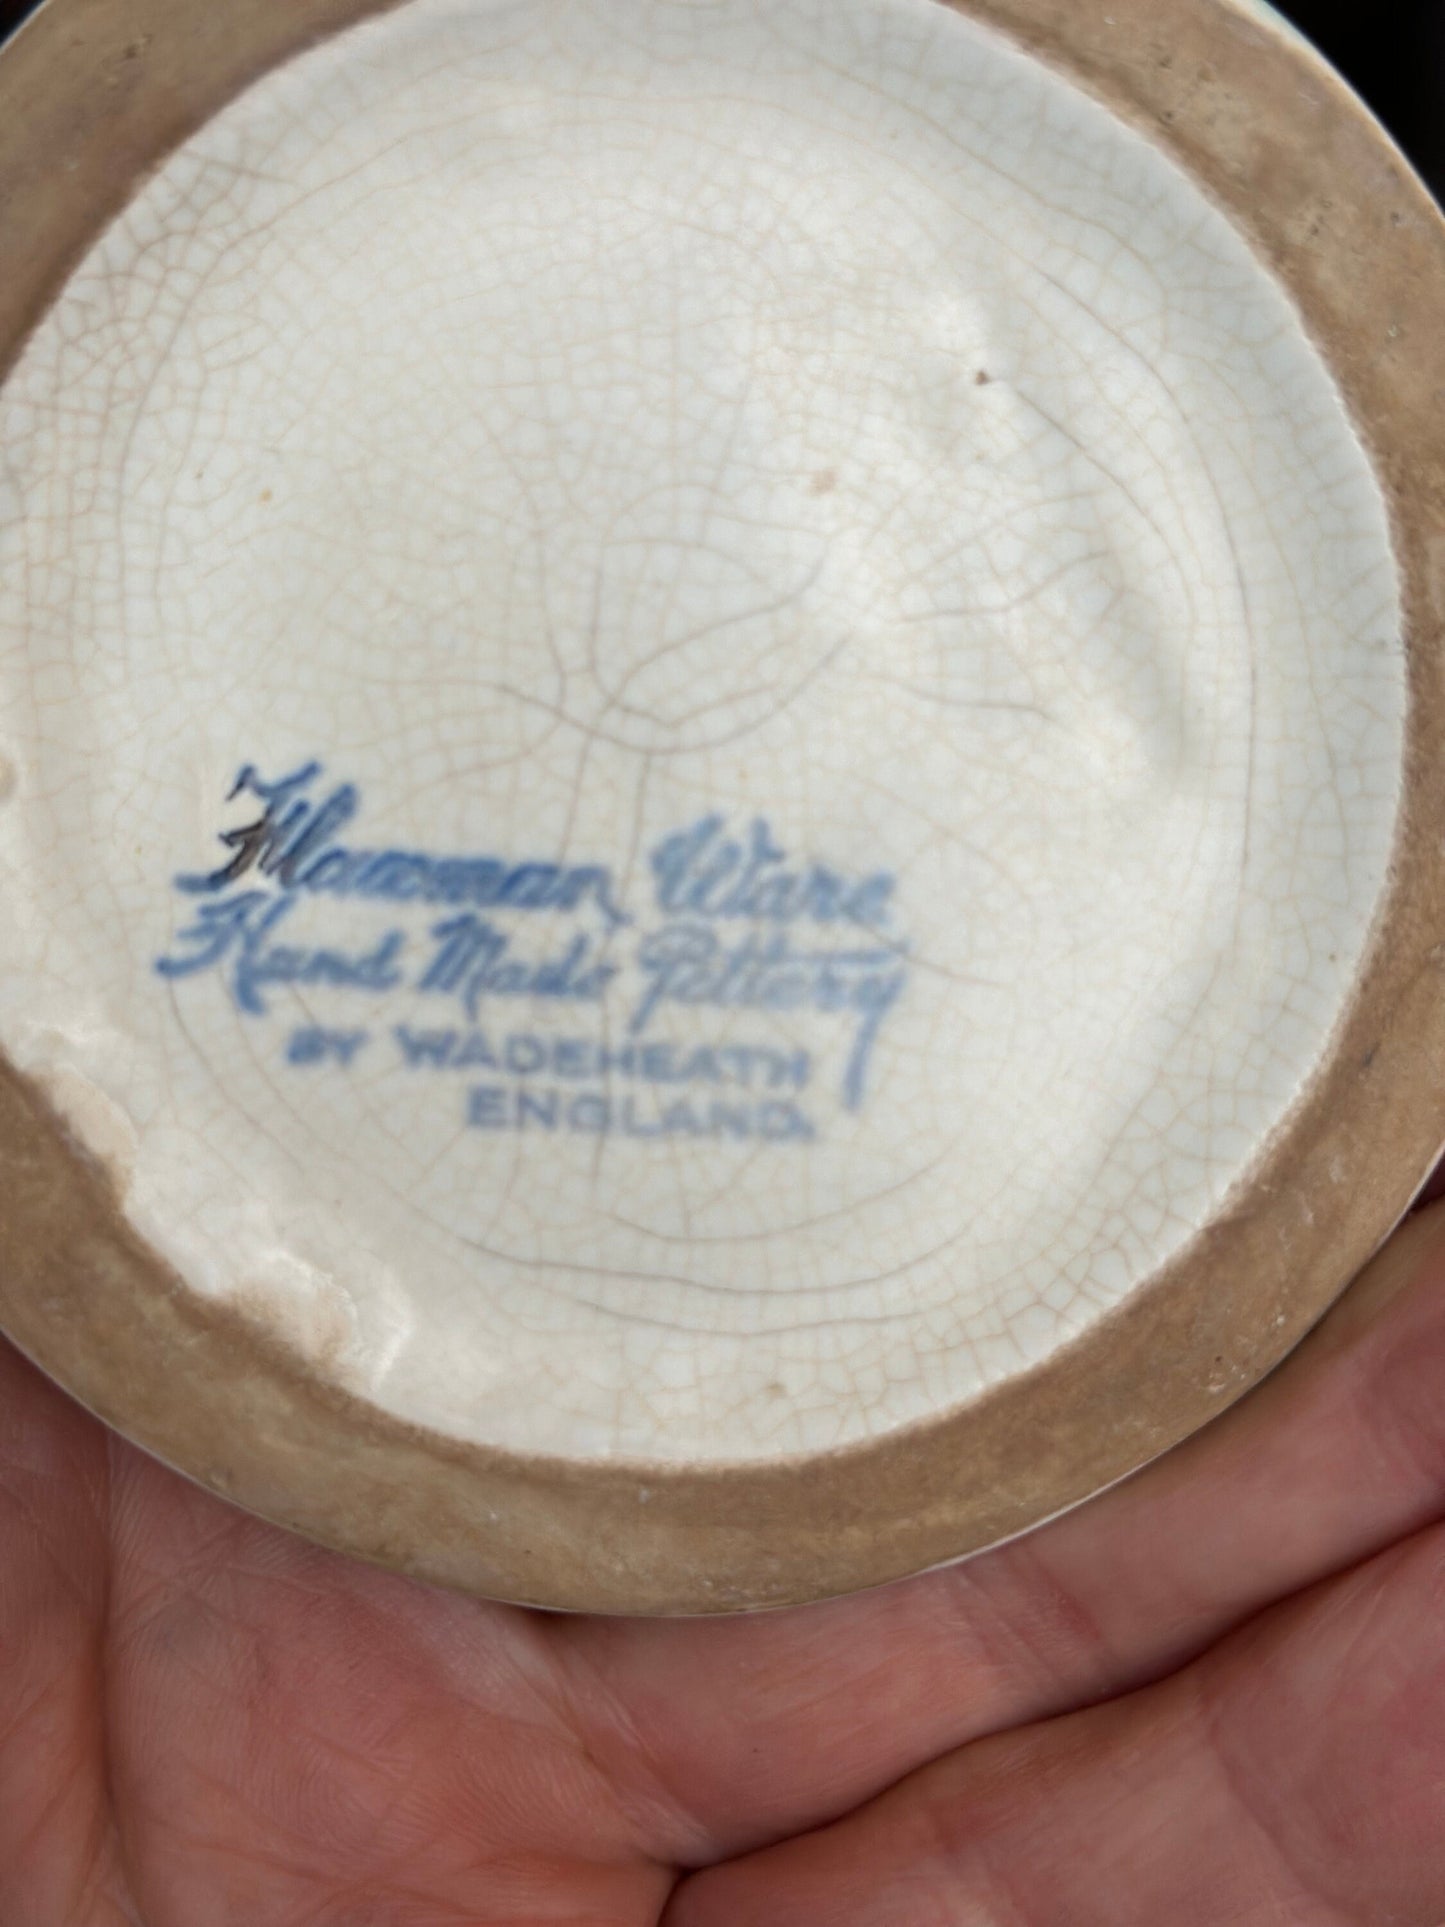 Flaxman Ware
Hand Made Pottery
BY WADEHEATH
ENGLAND.